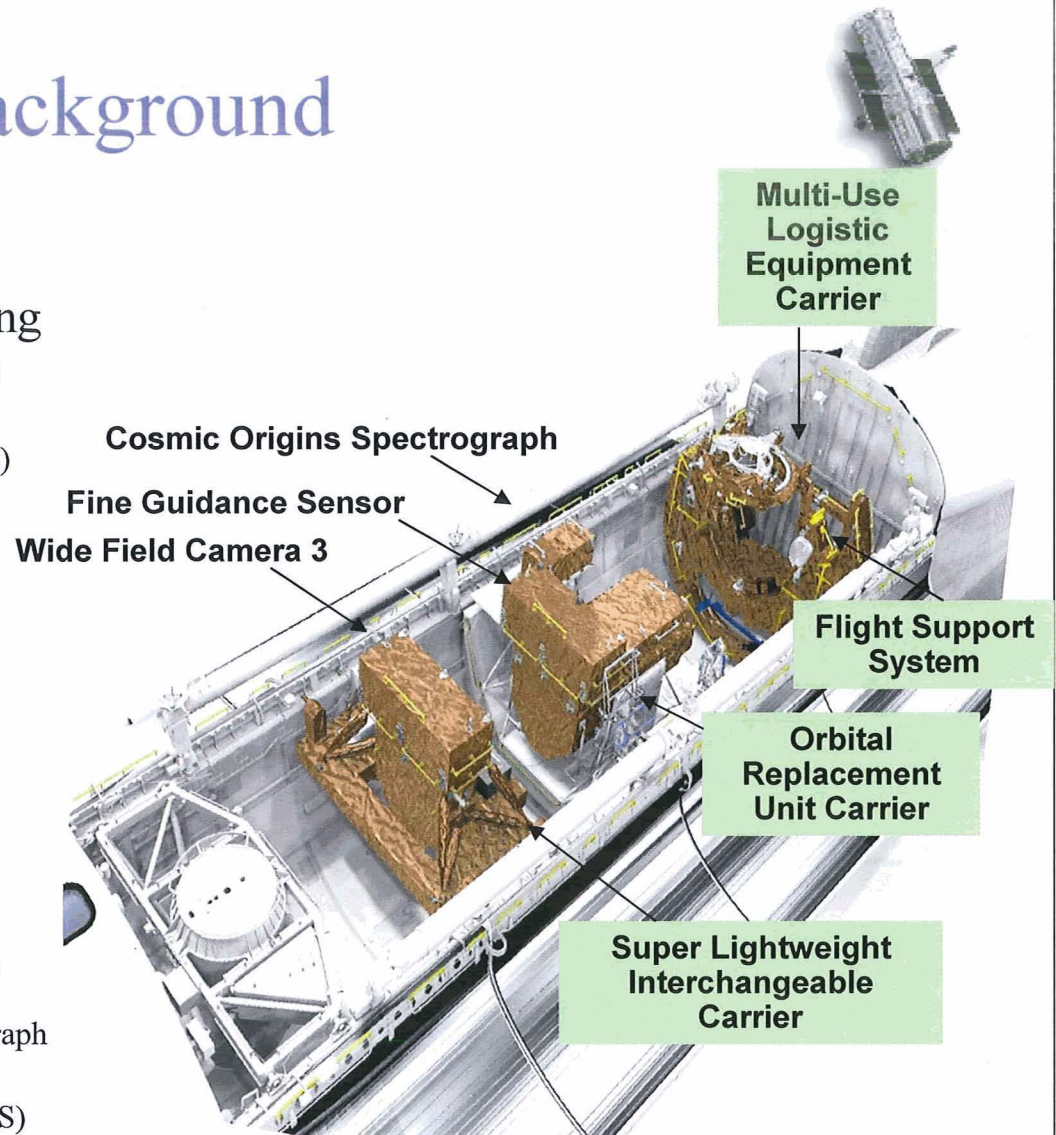 ackground
Multi-Use
Logistic
Equipment
Carrier
ng
)
Cosmic Origins Spectrograph
Fine Guidance Sensor
Wide Field Camera 3
Flight Support
System
Orbital
Replacement
Unit Carrier
Super Lightweight
Interchangeable
Carrier
)
raph
S)